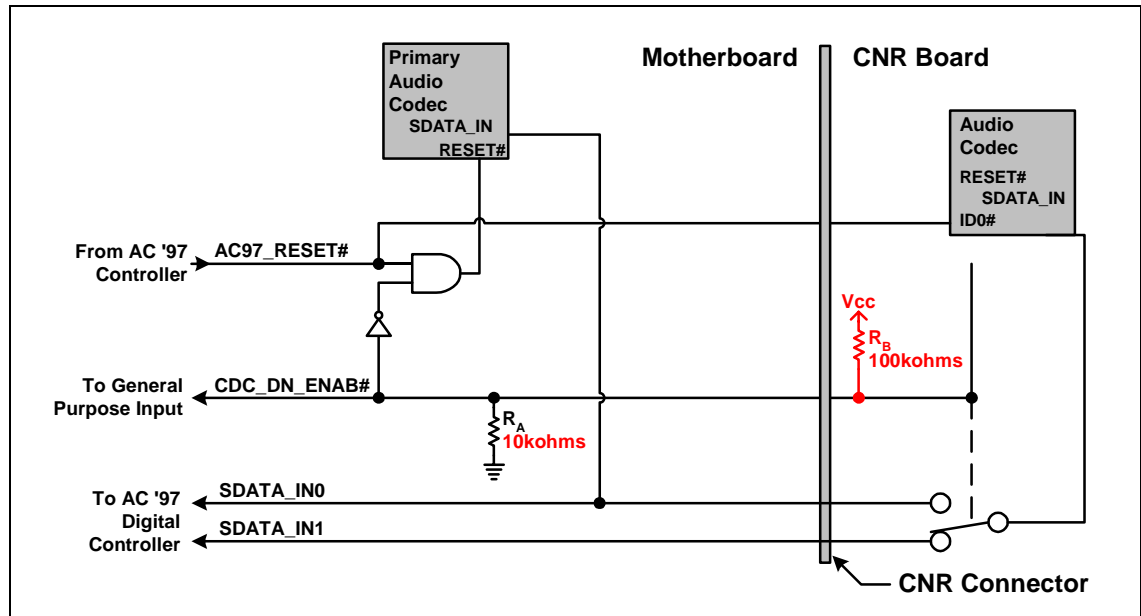 Primary
Audio
Codec
SDATA_IN
RESET#
Motherboard
CNR Board
Audio
Codec
RESET#
SDATA_IN
ID0#
From AC '97
Controller
AC97_RESET#
Vcc
RB
100kohms
To General
Purpose Input
CDC_DN_ENAB#
RA
10kohms
To AC '97
Digital
Controller
SDATA_IN0
SDATA_IN1
CNR Connector